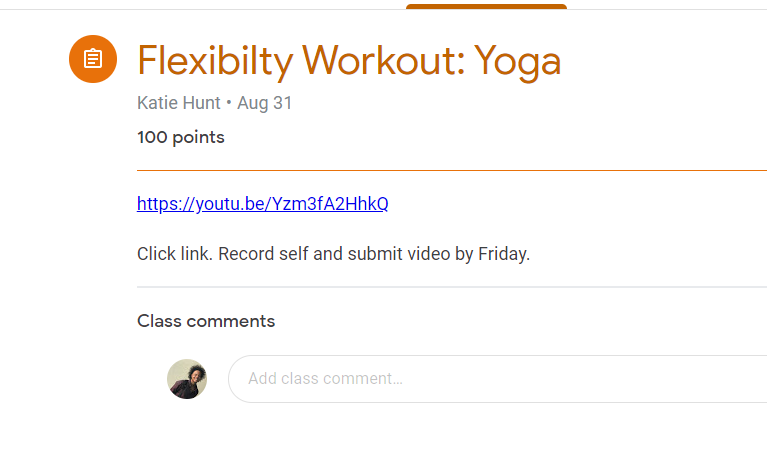 Flexibilty Workout: Yoga
Katie Hunt • Aug 31
100 points
https://youtu.be/Yzm3fA2HhkQ
Click link. Record self and submit video by Friday.
Class comments
Add class comment...